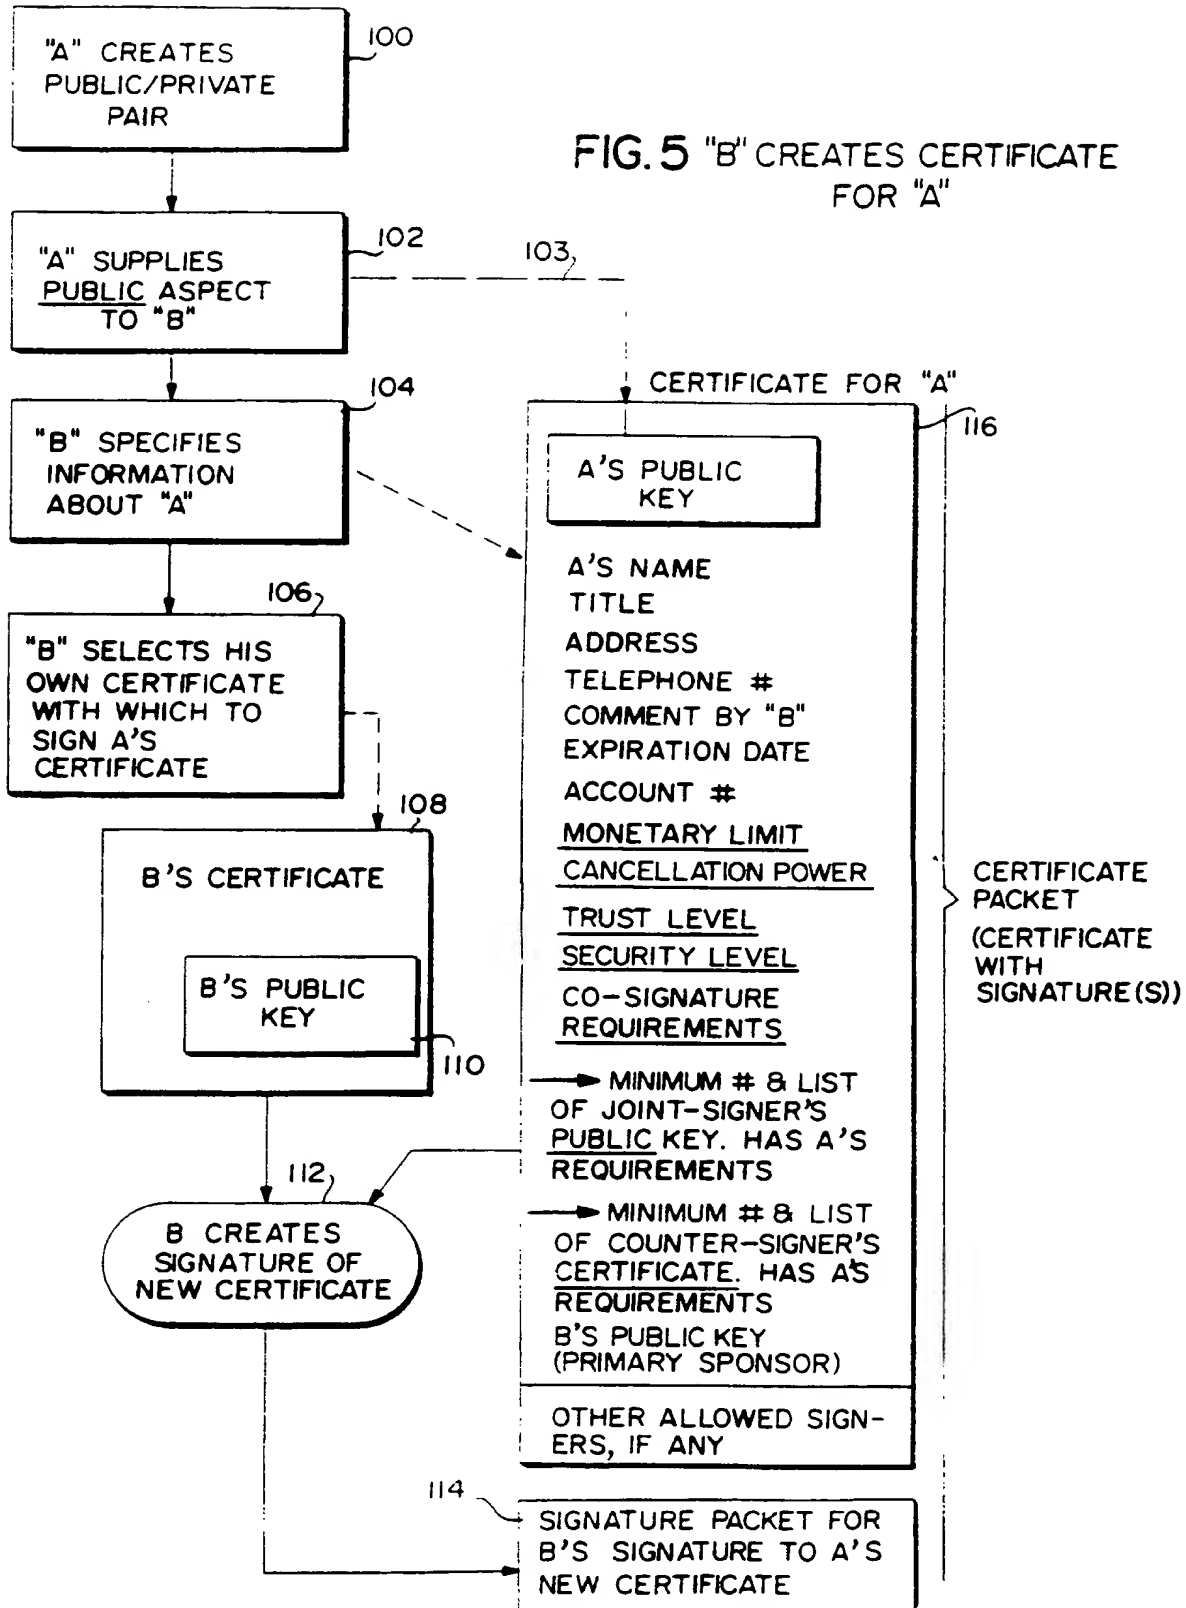 "A" CREATES
PUBLIC/PRIVATE
PAIR
100
FIG. 5 "B" CREATES CERTIFICATE
FOR "A"
"A" SUPPLIES
PUBLIC ASPECT
TO "B"
102
103
"B" SPECIFIES
INFORMATION
ABOUT "A"
104
"B" SELECTS HIS
OWN CERTIFICATE
WITH WHICH TO
SIGN A'S
CERTIFICATE
106
B'S CERTIFICATE
108
B'S PUBLIC
KEY
110
B CREATES
SIGNATURE OF
NEW CERTIFICATE
112
CERTIFICATE FOR "A"
116
A'S PUBLIC
KEY
A'S NAME
TITLE
ADDRESS
TELEPHONE #
COMMENT BY "B"
EXPIRATION DATE
ACCOUNT #
MONETARY LIMIT
CANCELLATION POWER
TRUST LEVEL
SECURITY LEVEL
CO-SIGNATURE
REQUIREMENTS
MINIMUM # & LIST
OF JOINT-SIGNER'S
PUBLIC KEY. HAS A'S
REQUIREMENTS
MINIMUM # & LIST
OF COUNTER-SIGNER'S
CERTIFICATE. HAS A'S
REQUIREMENTS
B'S PUBLIC KEY
(PRIMARY SPONSOR)
OTHER ALLOWED SIGN-
ERS, IF ANY
114
SIGNATURE PACKET FOR
B'S SIGNATURE TO A'S
NEW CERTIFICATE
CERTIFICATE
PACKET
(CERTIFICATE
WITH
SIGNATURE(S))